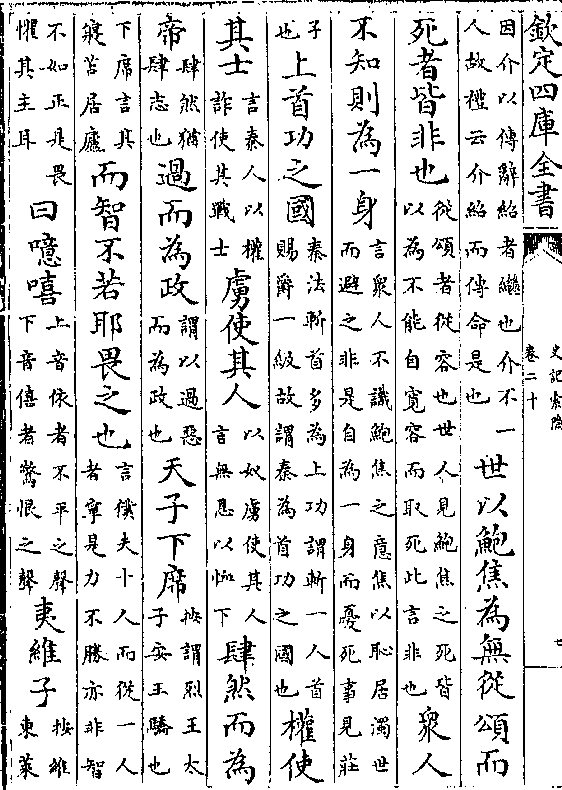 欽定四庫全書
史記索隱
卷二十
因介以傳辭紹者繼也介不一
人故禮云介紹而傳命是也
世以鮑焦為無從頌而
死者皆非也
從頌者從容也世人見鮑焦之死皆
以為不能自寛容而取死此言非也
衆人
不知則為一身
言衆人不識鮑焦之意焦以恥居濁世
而避之非是自為一身而憂死事見莊
子
也
上首功之國
秦法斬首多為上功謂斬一人首
賜爵一級故謂秦為首功之國也
權使
其士
言秦人以權
詐使其戰士
虜使其人
以奴虜使其人
言無恩以恤下
肆然而為
帝
肆然猶
肆志也
過而為政
謂以過惡
而為政也
天子下席
按謂烈王太
子安王驕也
下席言其
寢苫居廬
而智不若耶畏之也
言僕夫十人而從一人
者寧是力不勝亦非智
不如正是畏
懼其主耳
曰噫嘻
上音依者不平之聲
下音僖者驚恨之聲
夷維子
按維
東萊